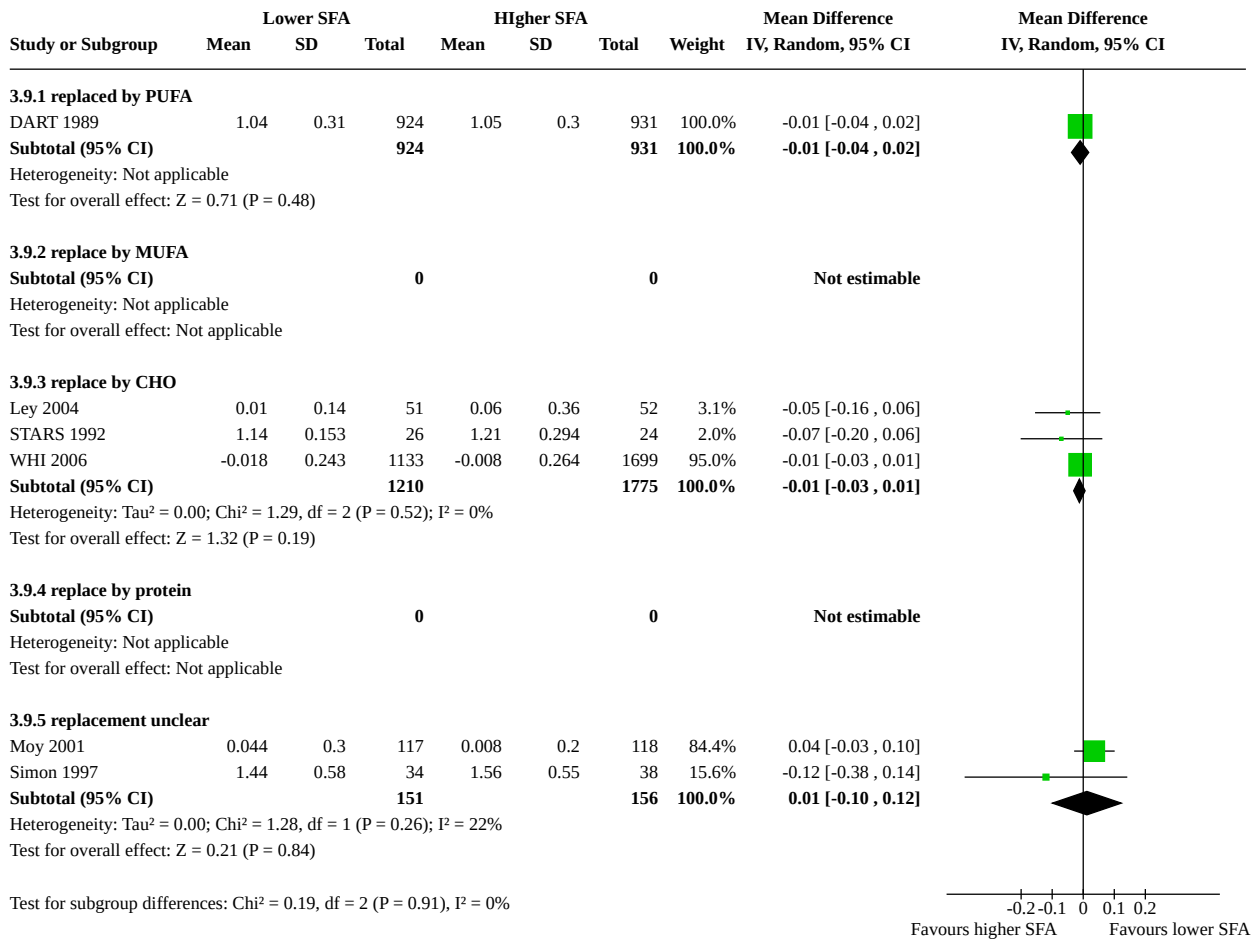 Lower SFA HIgher SFA Mean Difference Mean Difference
Study or Subgroup Mean SD Total Mean SD Total Weight IV, Random, 95% CI IV, Random, 95% CI
3.9.1 replaced by PUFA
DART 1989 1.04 0.31 924 1.05 0.3 931 100.0% -0.01 [-0.04 , 0.02]
Subtotal (95% CI) 924 931 100.0% -0.01 [-0.04 , 0.02]
Heterogeneity: Not applicable
Test for overall effect: Z = 0.71 (P = 0.48)
3.9.2 replace by MUFA
Subtotal (95% CI) 0 0 Not estimable
Heterogeneity: Not applicable
Test for overall effect: Not applicable
3.9.3 replace by CHO
Ley 2004 0.01 0.14 51 0.06 0.36 52 3.1% -0.05 [-0.16 , 0.06]
STARS 1992 1.14 0.153 26 1.21 0.294 24 2.0% -0.07 [-0.20 , 0.06]
WHI 2006 -0.018 0.243 1133 -0.008 0.264 1699 95.0% -0.01 [-0.03 , 0.01]
Subtotal (95% CI) 1210 1775 100.0% -0.01 [-0.03 , 0.01]
Heterogeneity: Tau² = 0.00; Chi² = 1.29, df = 2 (P = 0.52); I² = 0%
Test for overall effect: Z = 1.32 (P = 0.19)
3.9.4 replace by protein
Subtotal (95% CI) 0 0 Not estimable
Heterogeneity: Not applicable
Test for overall effect: Not applicable
3.9.5 replacement unclear
Moy 2001 0.044 0.3 117 0.008 0.2 118 84.4% 0.04 [-0.03 , 0.10]
Simon 1997 1.44 0.58 34 1.56 0.55 38 15.6% -0.12 [-0.38 , 0.14]
Subtotal (95% CI) 151 156 100.0% 0.01 [-0.10 , 0.12]
Heterogeneity: Tau² = 0.00; Chi² = 1.28, df = 1 (P = 0.26); I² = 22%
Test for overall effect: Z = 0.21 (P = 0.84)
Test for subgroup differences: Chi² = 0.19, df = 2 (P = 0.91), I² = 0%
-0.2 -0.1 0 0.1 0.2
Favours higher SFA Favours lower SFA